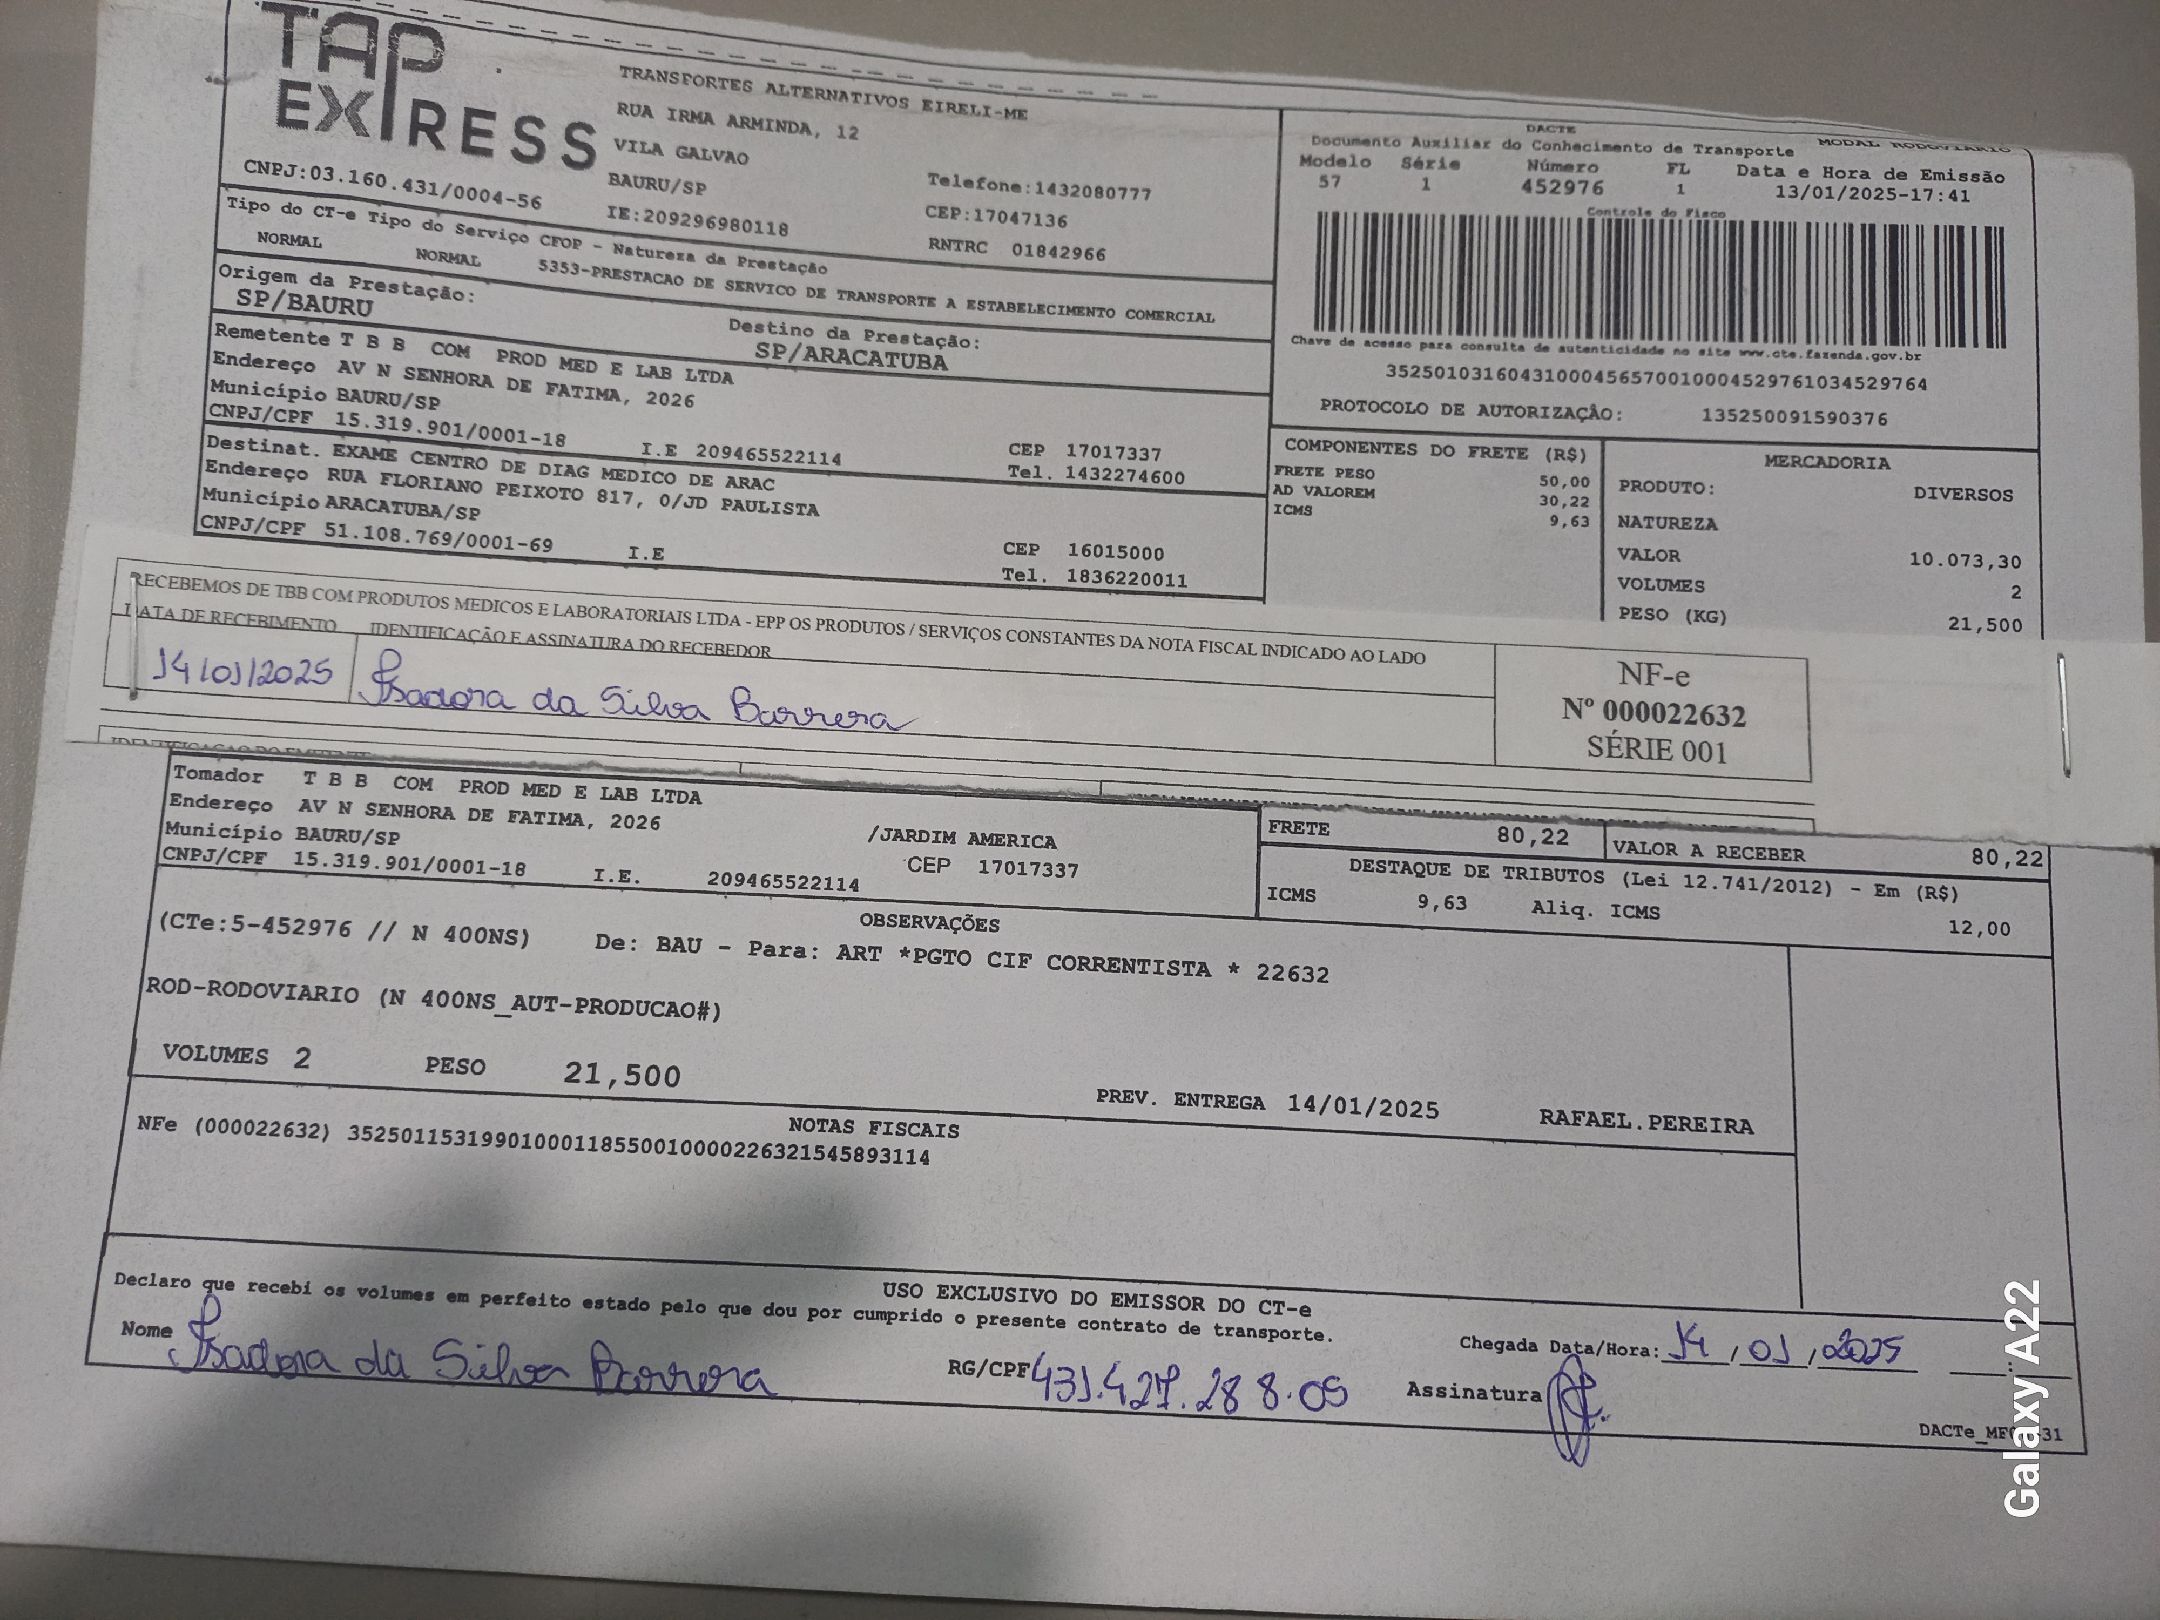 TAP
EXPRESS
CNPJ:03.160.431/0004-56
TRANSFORTES ALTERNATIVOS EIRELI-ME
RUA IRMA ARMINDA, 12
VILA GALVAO
BAURU/SP Telefone:1432080777
IE:209296980118 CEP:17047136
RNTRC 01842966
DACTE MODAL RODOVIARIO
Documento Auxiliar do Conhecimento de Transporte
Modelo Série Número FL Data e Hora de Emissão
57 1 452976 1 13/01/2025-17:41
Controle do Fisco
Chave de acesso para consulta de autenticidade no site www.cte.fazenda.gov.br
35250103160431000456570010004529761034529764
PROTOCOLO DE AUTORIZAÇÂO: 135250091590376
Tipo do CT-e Tipo do Serviço CFOP - Natureza da Prestação
NORMAL NORMAL 5353-PRESTACAO DE SERVICO DE TRANSPORTE A ESTABELECIMENTO COMERCIAL
Origem da Prestação: Destino da Prestação:
SP/BAURU SP/ARACATUBA
Remetente T B B COM PROD MED E LAB LTDA
Endereço AV N SENHORA DE FATIMA, 2026
Município BAURU/SP CEP 17017337
CNPJ/CPF 15.319.901/0001-18 I.E 209465522114 Tel. 1432274600
Destinat. EXAME CENTRO DE DIAG MEDICO DE ARAC
Endereço RUA FLORIANO PEIXOTO 817, 0/JD PAULISTA
Município ARACATUBA/SP CEP 16015000
CNPJ/CPF 51.108.769/0001-69 I.E Tel. 1836220011
COMPONENTES DO FRETE (R$)
FRETE PESO 50,00
AD VALOREM 30,22
ICMS 9,63
MERCADORIA
PRODUTO: DIVERSOS
NATUREZA
VALOR 10.073,30
VOLUMES 2
PESO (KG) 21,500
RECEBEMOS DE TBB COM PRODUTOS MEDICOS E LABORATORIAIS LTDA - EPP OS PRODUTOS / SERVIÇOS CONSTANTES DA NOTA FISCAL INDICADO AO LADO
DATA DE RECEBIMENTO IDENTIFICAÇÃO E ASSINATURA DO RECEBEDOR
14/01/2025 Isadora da Silva Barrera
NF-e
Nº 000022632
SÉRIE 001
IDENTIFICAÇÃO DO EMITENTE
Tomador T B B COM PROD MED E LAB LTDA
Endereço AV N SENHORA DE FATIMA, 2026 /JARDIM AMERICA
Município BAURU/SP CEP 17017337
CNPJ/CPF 15.319.901/0001-18 I.E. 209465522114
FRETE 80,22 VALOR A RECEBER 80,22
DESTAQUE DE TRIBUTOS (Lei 12.741/2012) - Em (R$)
ICMS 9,63 Aliq. ICMS 12,00
OBSERVAÇÕES
(CTe:5-452976 // N 400NS) De: BAU - Para: ART *PGTO CIF CORRENTISTA * 22632
ROD-RODOVIARIO (N 400NS_AUT-PRODUCAO#)
VOLUMES 2 PESO 21,500 PREV. ENTREGA 14/01/2025 RAFAEL.PEREIRA
NOTAS FISCAIS
NFe (000022632) 35250115319901000118550010000226321545893114
USO EXCLUSIVO DO EMISSOR DO CT-e
Declaro que recebi os volumes em perfeito estado pelo que dou por cumprido o presente contrato de transporte.
Nome Isadora da Silva Barrera RG/CPF 431.427.288.05 Chegada Data/Hora: 14/01/2025
Assinatura
DACTe_MF 31
Galaxy A22